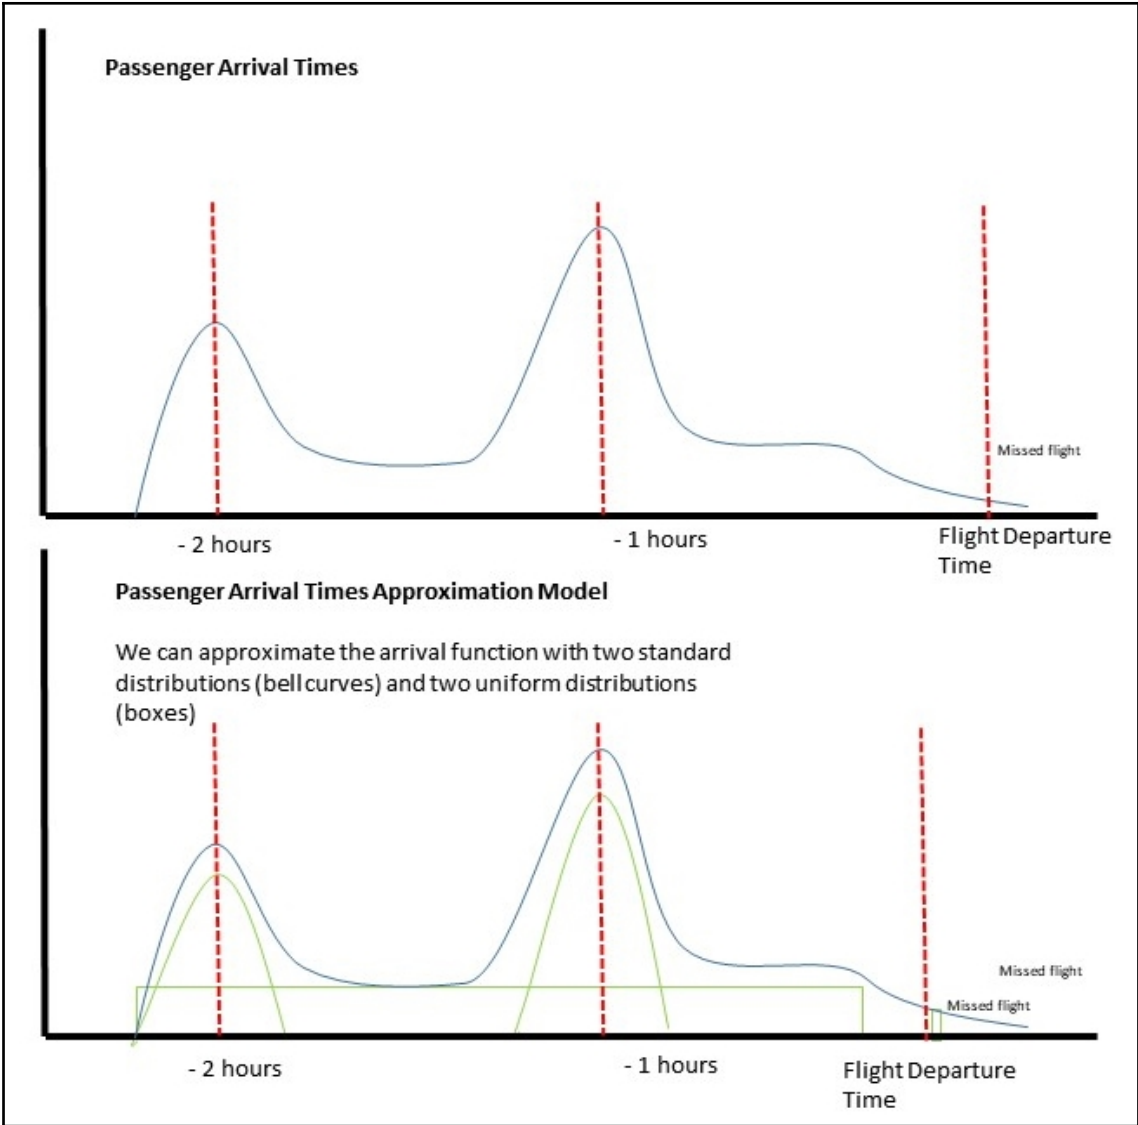 Passenger Arrival Times
Missed flight
- 2 hours
- 1 hours
Flight Departure
Time
Passenger Arrival Times Approximation Model
We can approximate the arrival function with two standard
distributions (bell curves) and two uniform distributions
(boxes)
Missed flight
Missed flight
- 2 hours
- 1 hours
Flight Departure
Time